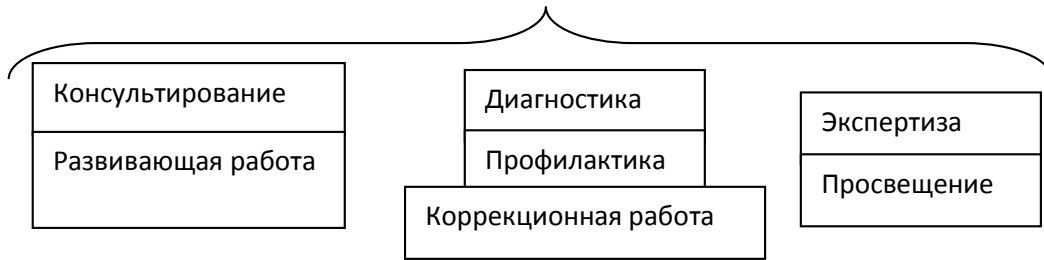 Консультирование
Развивающая работа
Диагностика
Профилактика
Коррекционная работа
Экспертиза
Просвещение